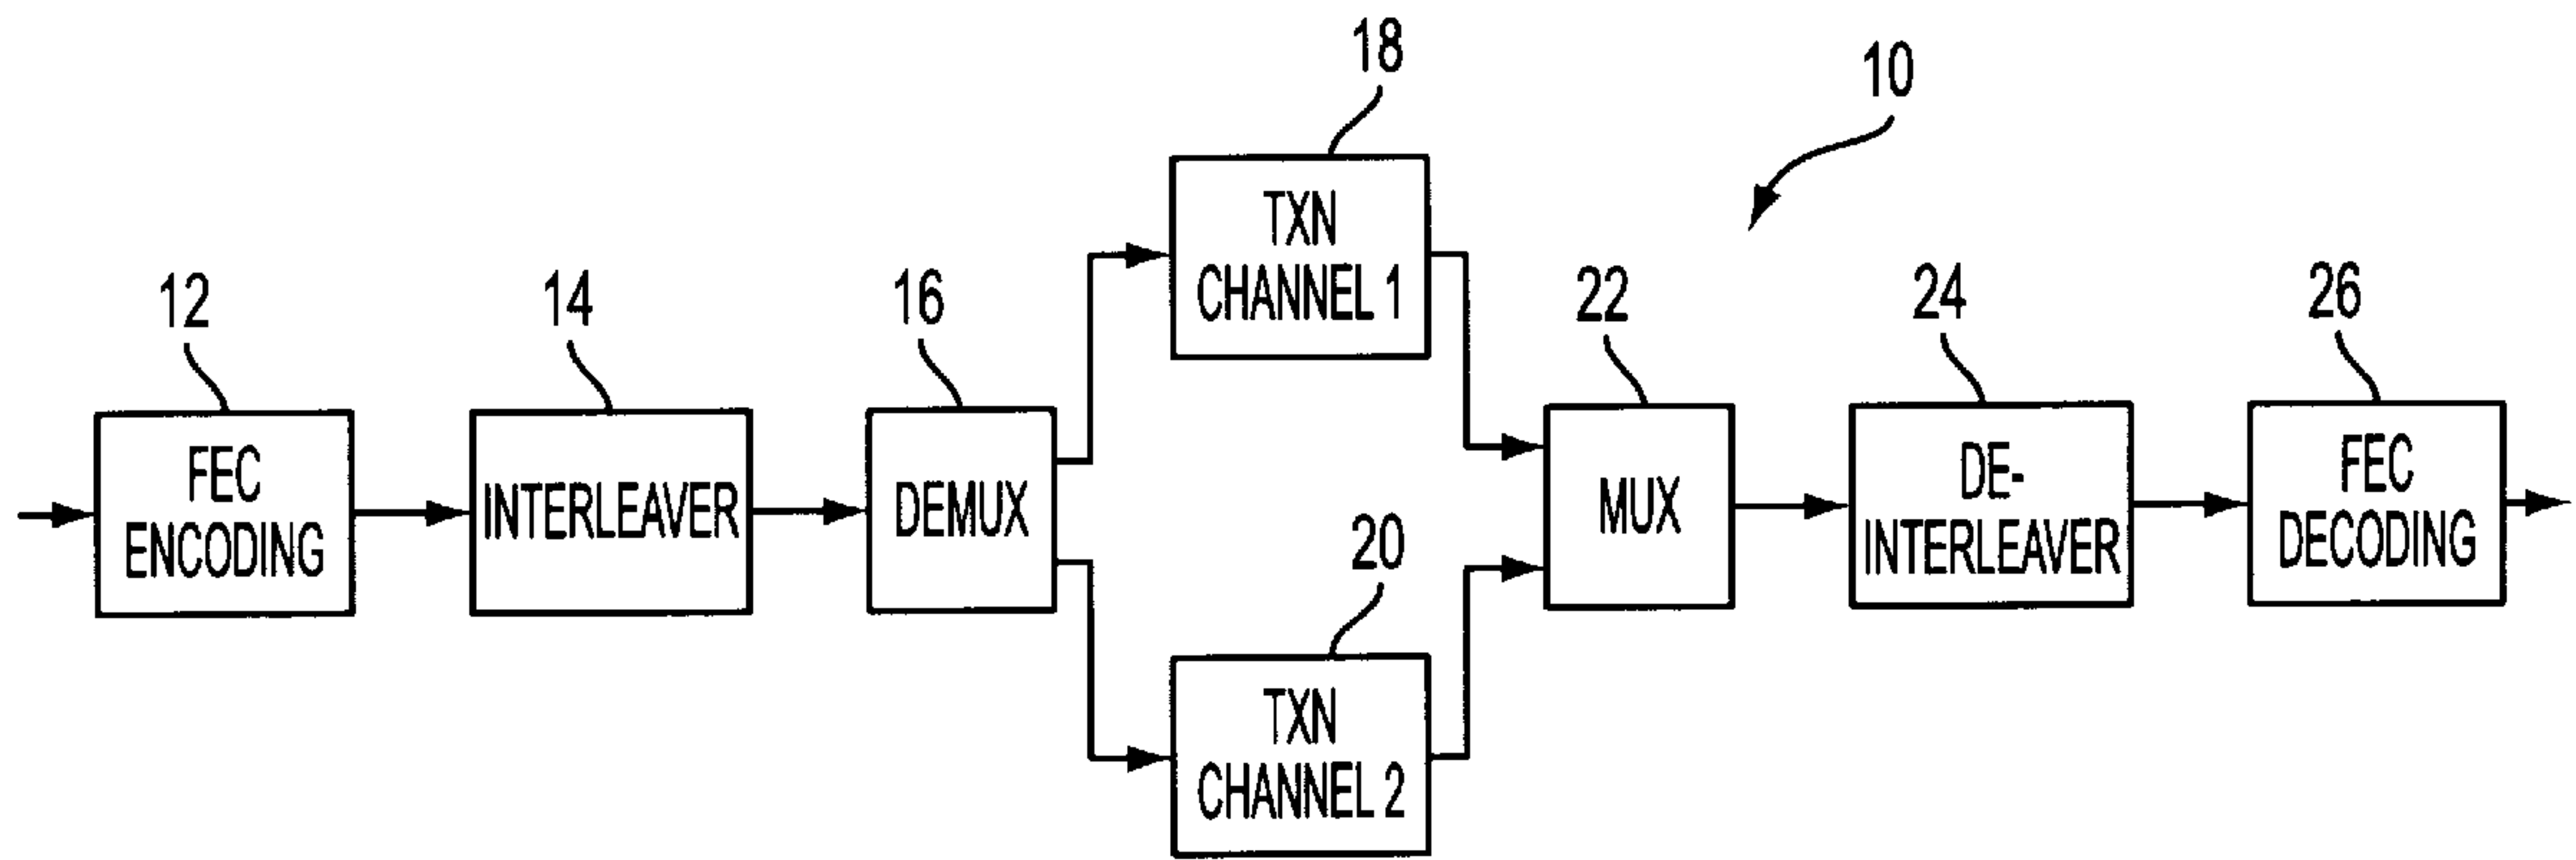 18
10
12
14
16
TXN
CHANNEL 1
22
24
26
FEC
ENCODING
INTERLEAVER
DEMUX
20
TXN
CHANNEL 2
MUX
DE-
INTERLEAVER
FEC
DECODING